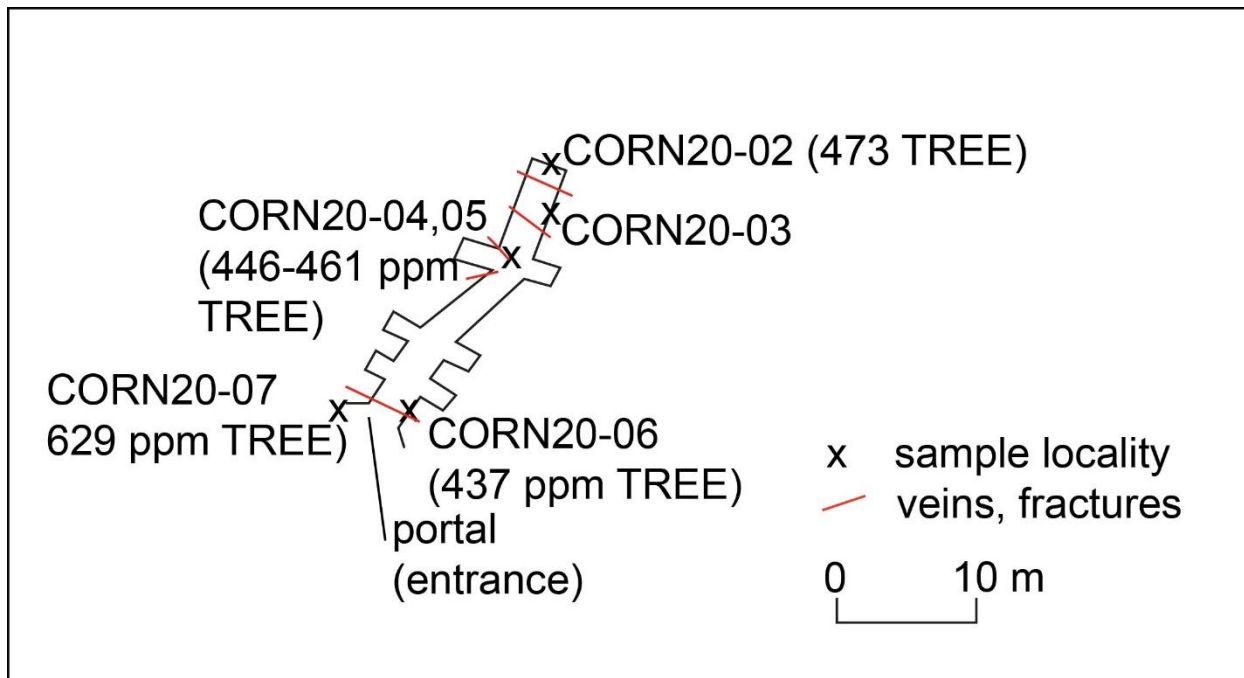 CORN20-02 (473 TREE)
CORN20-03
CORN20-04,05
(446-461 ppm
TREE)
CORN20-07
629 ppm TREE)
CORN20-06
(437 ppm TREE)
portal
(entrance)
x sample locality
veins, fractures
0 10 m